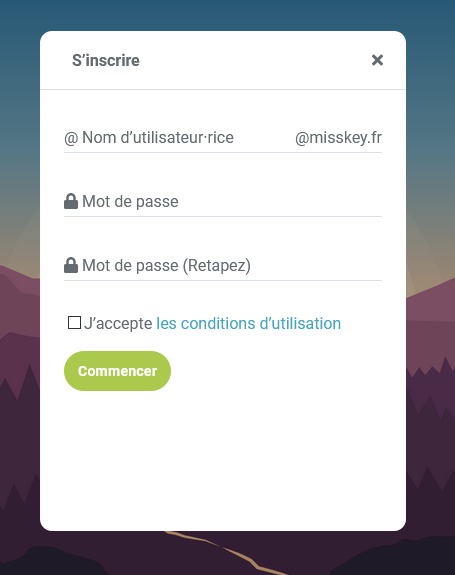 S’inscrire
@ Nom d’utilisateur·rice @misskey.fr
Mot de passe
Mot de passe (Retapez)
J’accepte les conditions d’utilisation
Commencer